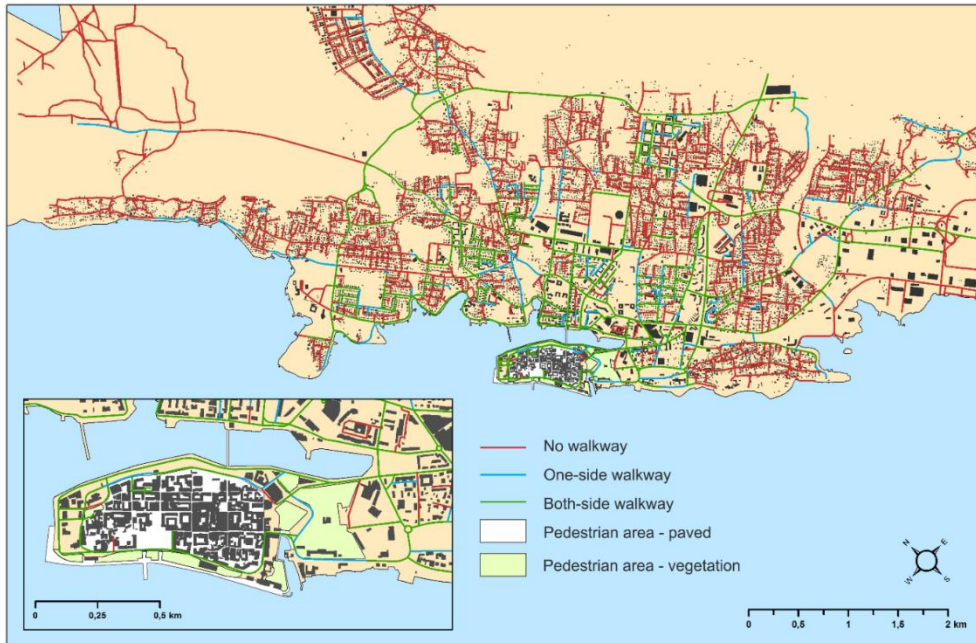 No walkway
One-side walkway
Both-side walkway
Pedestrian area - paved
Pedestrian area - vegetation
N
E
W
S
0 0,25 0,5 km
0 0,5 1 1,5 2 km